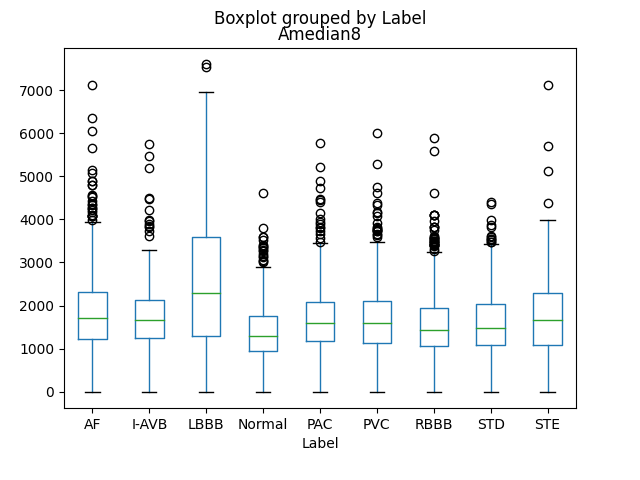 Boxplot grouped by Label
Amedian8
7000
6000
5000
4000
3000
2000
1000
0
AF I-AVB LBBB Normal PAC PVC RBBB STD STE
Label